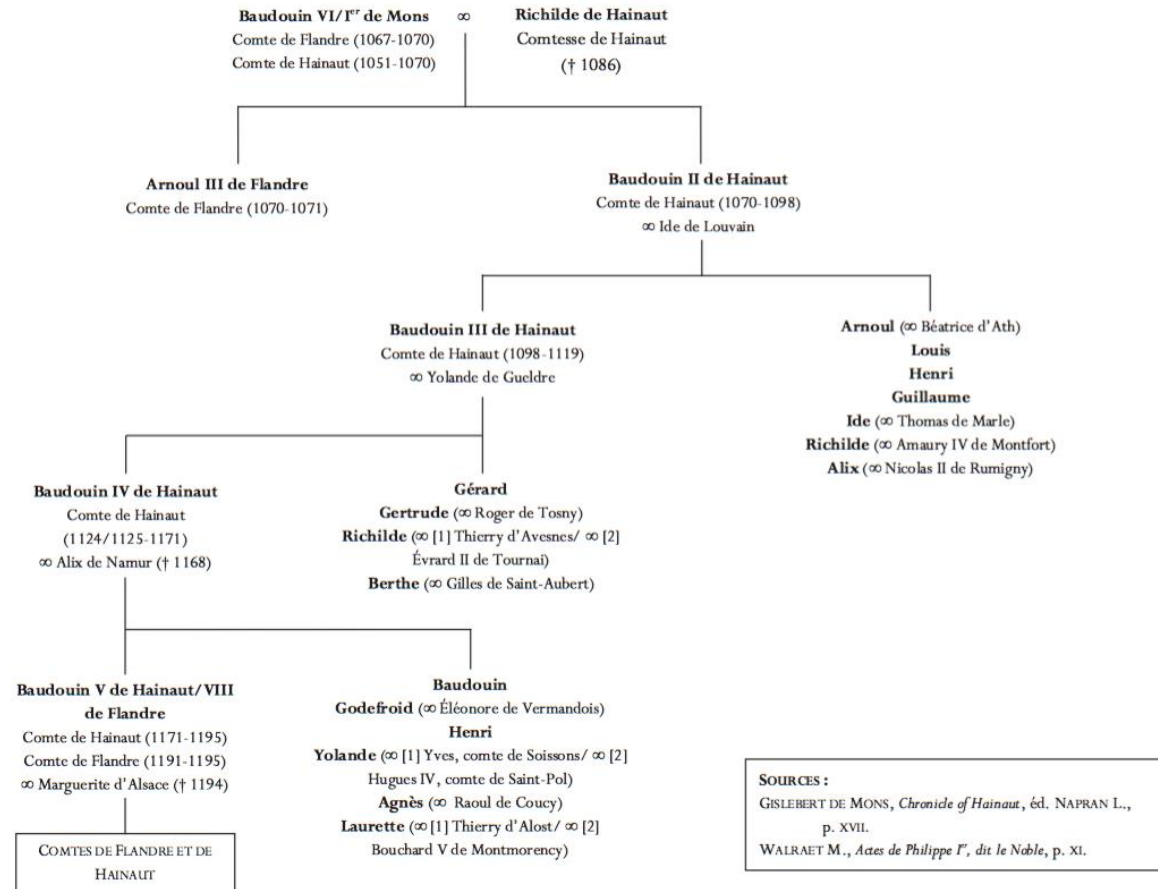 Baudouin VI/Ier de Mons ∞ Richilde de Hainaut
Comte de Flandre (1067-1070) Comtesse de Hainaut
Comte de Hainaut (1051-1070) († 1086)
Arnoul III de Flandre
Comte de Flandre (1070-1071)
Baudouin II de Hainaut
Comte de Hainaut (1070-1098)
∞ Ide de Louvain
Baudouin III de Hainaut
Comte de Hainaut (1098-1119)
∞ Yolande de Gueldre
Arnoul (∞ Béatrice d'Ath)
Louis
Henri
Guillaume
Ide (∞ Thomas de Marle)
Richilde (∞ Amaury IV de Montfort)
Alix (∞ Nicolas II de Rumigny)
Baudouin IV de Hainaut
Comte de Hainaut
(1124/1125-1171)
∞ Alix de Namur († 1168)
Gérard
Gertrude (∞ Roger de Tosny)
Richilde (∞ [1] Thierry d'Avesnes/ ∞ [2]
Évrard II de Tournai)
Berthe (∞ Gilles de Saint-Aubert)
Baudouin V de Hainaut/VIII
de Flandre
Comte de Hainaut (1171-1195)
Comte de Flandre (1191-1195)
∞ Marguerite d'Alsace († 1194)
Baudouin
Godefroid (∞ Éléonore de Vermandois)
Henri
Yolande (∞ [1] Yves, comte de Soissons/ ∞ [2]
Hugues IV, comte de Saint-Pol)
Agnès (∞ Raoul de Coucy)
Laurette (∞ [1] Thierry d'Alost/ ∞ [2]
Bouchard V de Montmorency)
COMTES DE FLANDRE ET DE
HAINAUT
SOURCES :
GISLEBERT DE MONS, Chronicle of Hainaut, éd. NAPRAN L.,
p. XVII.
WALRAET M., Actes de Philippe Ier, dit le Noble, p. XI.